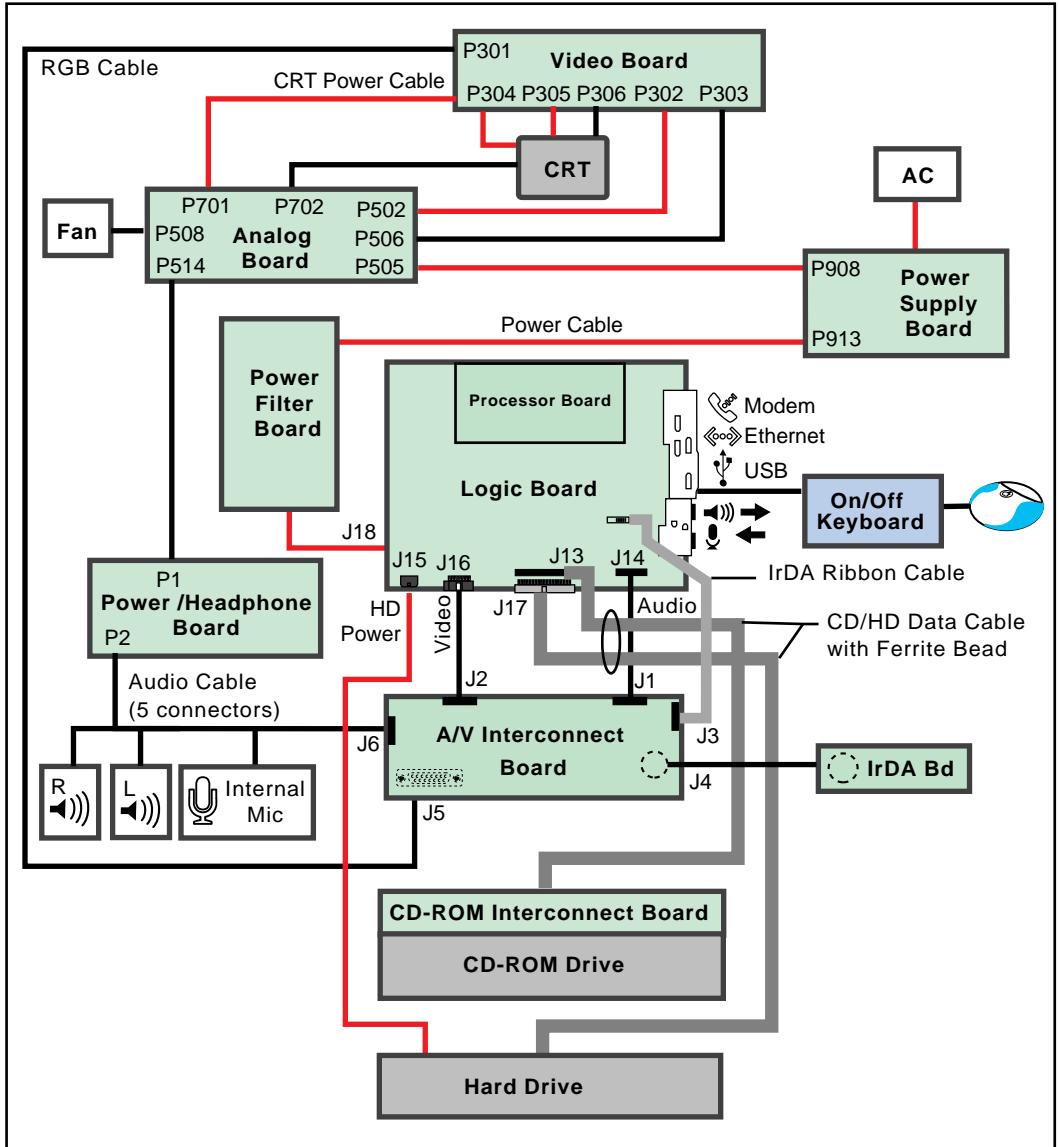 P301
RGB Cable
Video Board
CRT Power Cable
P304 P305 P306 P302 P303
CRT
AC
P701 P702 P502
Fan
P508
Analog
Board
P506
P514
P505
P908
Power
Supply
Board
Power Cable
P913
Power
Filter
Board
Processor Board
Modem
Ethernet
USB
Logic Board
On/Off
Keyboard
J18
J15 J16 J13 J14
IrDA Ribbon Cable
P1
Power /Headphone
Board
P2
HD
Power
Video
J17
Audio
CD/HD Data Cable
with Ferrite Bead
Audio Cable
(5 connectors)
J2
J1
J6
A/V Interconnect
Board
J3
J4
IrDA Bd
R
L
Internal
Mic
J5
CD-ROM Interconnect Board
CD-ROM Drive
Hard Drive